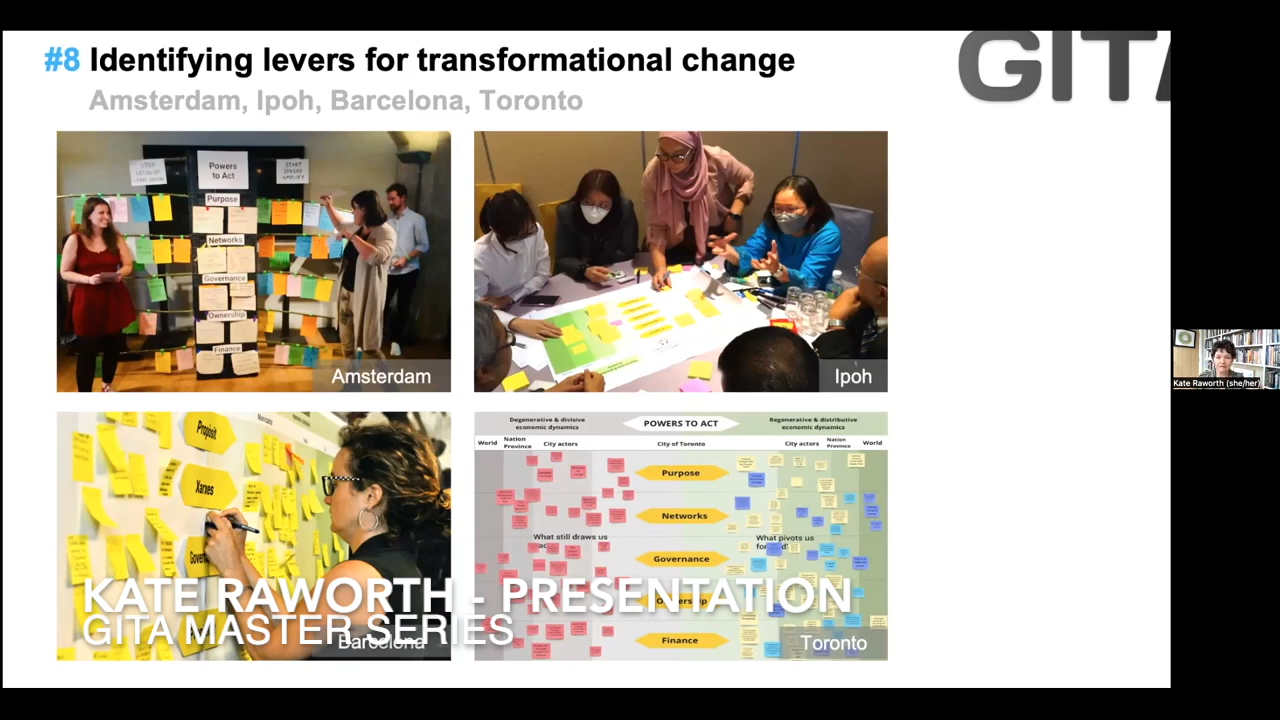 #8 Identifying levers for transformational change
GITA
Amsterdam, Ipoh, Barcelona, Toronto
Powers
to Act
Purpose
Networks
Governance
Ownership
Finance
Amsterdam
Ipoh
Propòsit
Xarxes
Barcelona
Degenerative & divisive
economic dynamics
POWERS TO ACT
Regenerative & distributive
economic dynamics
World
Nation
Province
City actors
City of Toronto
City actors
Nation
Province
World
Purpose
Networks
What still draws us
What pivots us
Governance
Finance
Toronto
KATE RAWORTH - PRESENTATION
GITA MASTER SERIES
Kate Raworth (she/her)